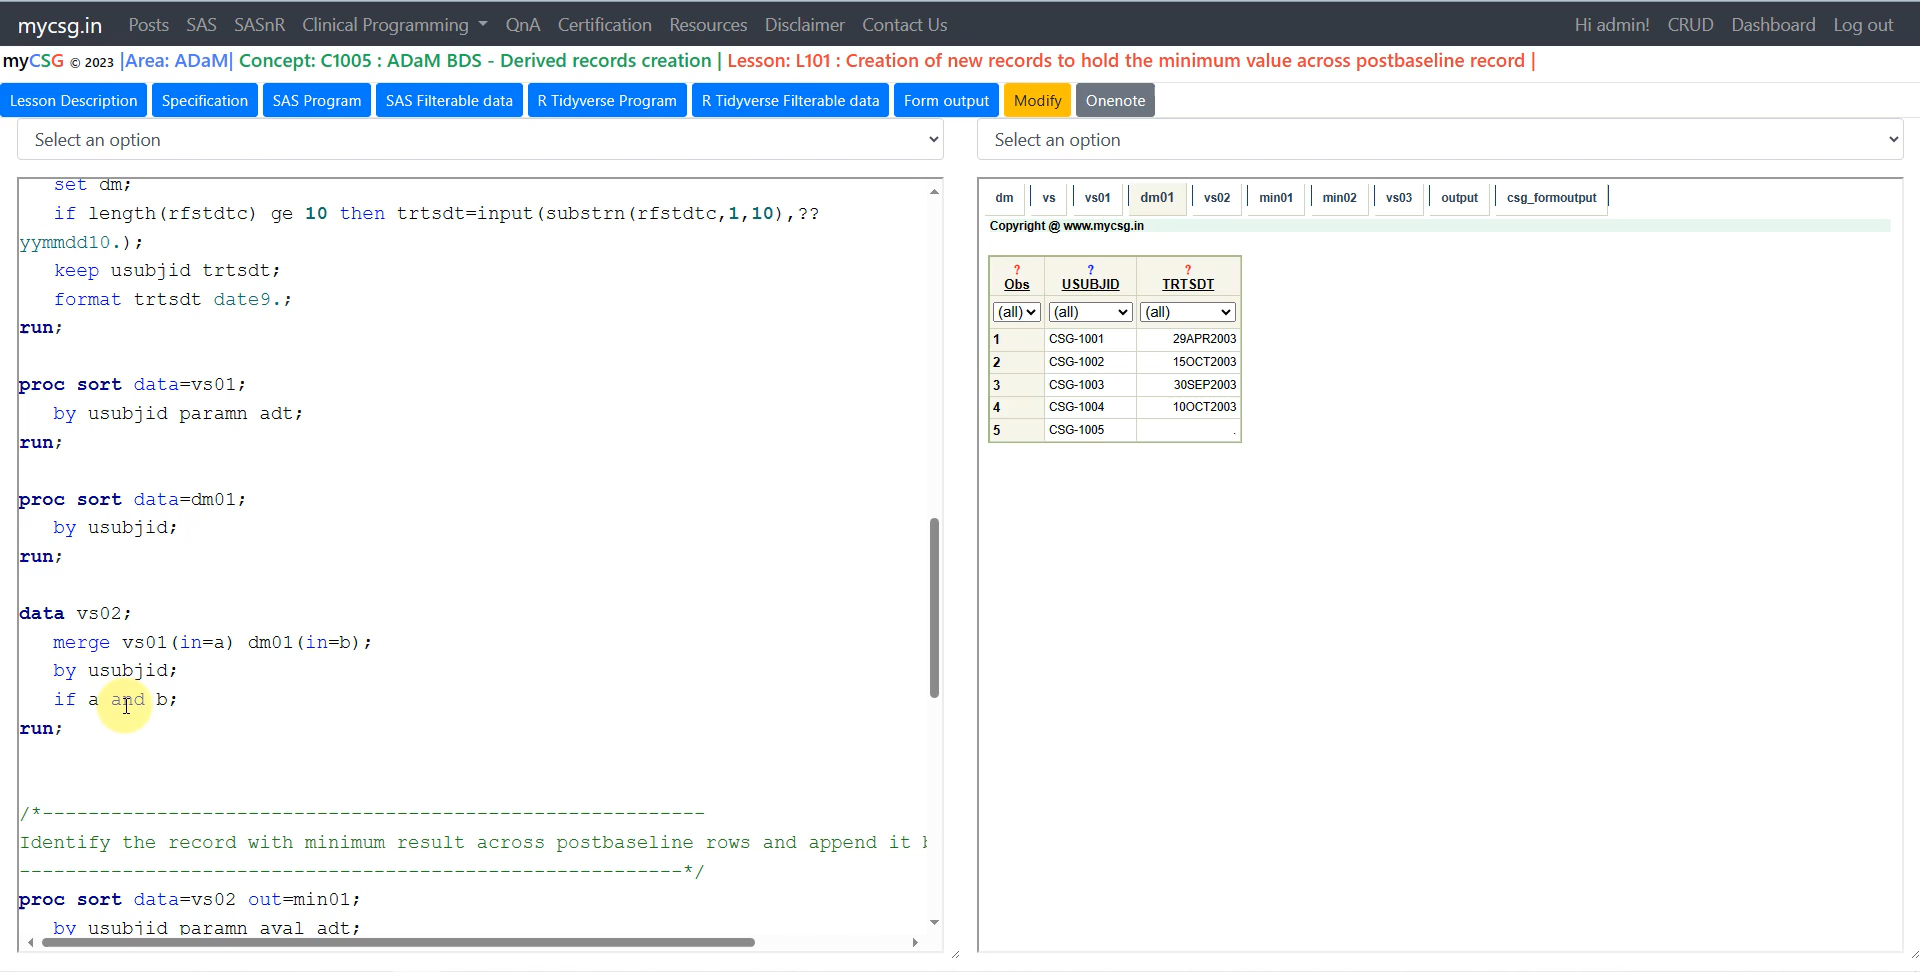 mycsg.in Posts SAS SASnR Clinical Programming QnA Certification Resources Disclaimer Contact Us Hi admin! CRUD Dashboard Log out
myCSG © 2023 |Area: ADaM| Concept: C1005 : ADaM BDS - Derived records creation | Lesson: L101 : Creation of new records to hold the minimum value across postbaseline record |
Lesson Description Specification SAS Program SAS Filterable data R Tidyverse Program R Tidyverse Filterable data Form output Modify Onenote
Select an option
set dm;
if length(rfstdtc) ge 10 then trtsdt=input(substrn(rfstdtc,1,10),??
yymmdd10.);
keep usubjid trtsdt;
format trtsdt date9.;
run;
proc sort data=vs01;
by usubjid paramn adt;
run;
proc sort data=dm01;
by usubjid;
run;
data vs02;
merge vs01(in=a) dm01(in=b);
by usubjid;
if a and b;
run;
/*----------------------------------------------------------
Identify the record with minimum result across postbaseline rows and append it
----------------------------------------------------------*/
proc sort data=vs02 out=min01;
by usubjid paramn aval adt;
Select an option
dm vs vs01 dm01 vs02 min01 min02 vs03 output csg_formoutput
Copyright @ www.mycsg.in
? ? ?
Obs USUBJID TRTSDT
(all) (all) (all)
1 CSG-1001 29APR2003
2 CSG-1002 15OCT2003
3 CSG-1003 30SEP2003
4 CSG-1004 10OCT2003
5 CSG-1005 .